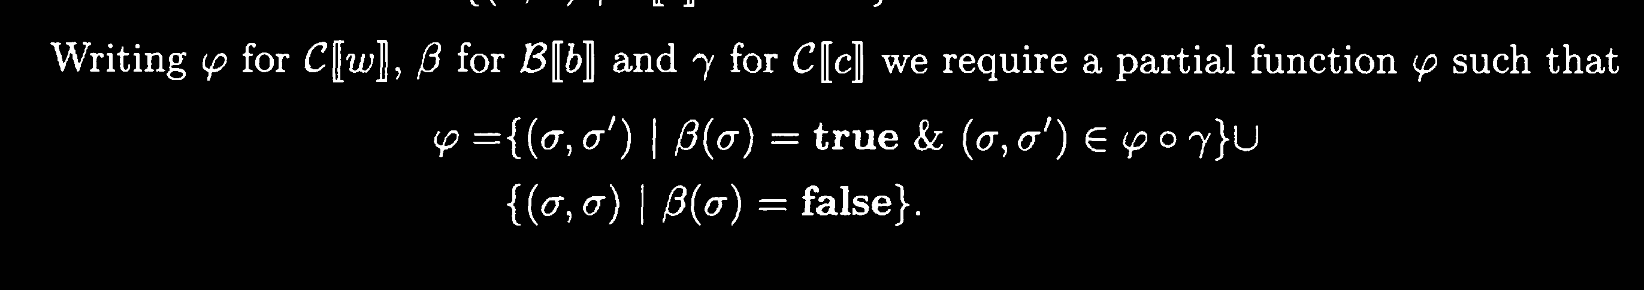 Writing φ for 𝒞⟦w⟧, β for ℬ⟦b⟧ and γ for 𝒞⟦c⟧ we require a partial function φ such that
φ ={(σ, σ′) | β(σ) = true & (σ, σ′) ∈ φ ∘ γ}∪
{(σ, σ) | β(σ) = false}.